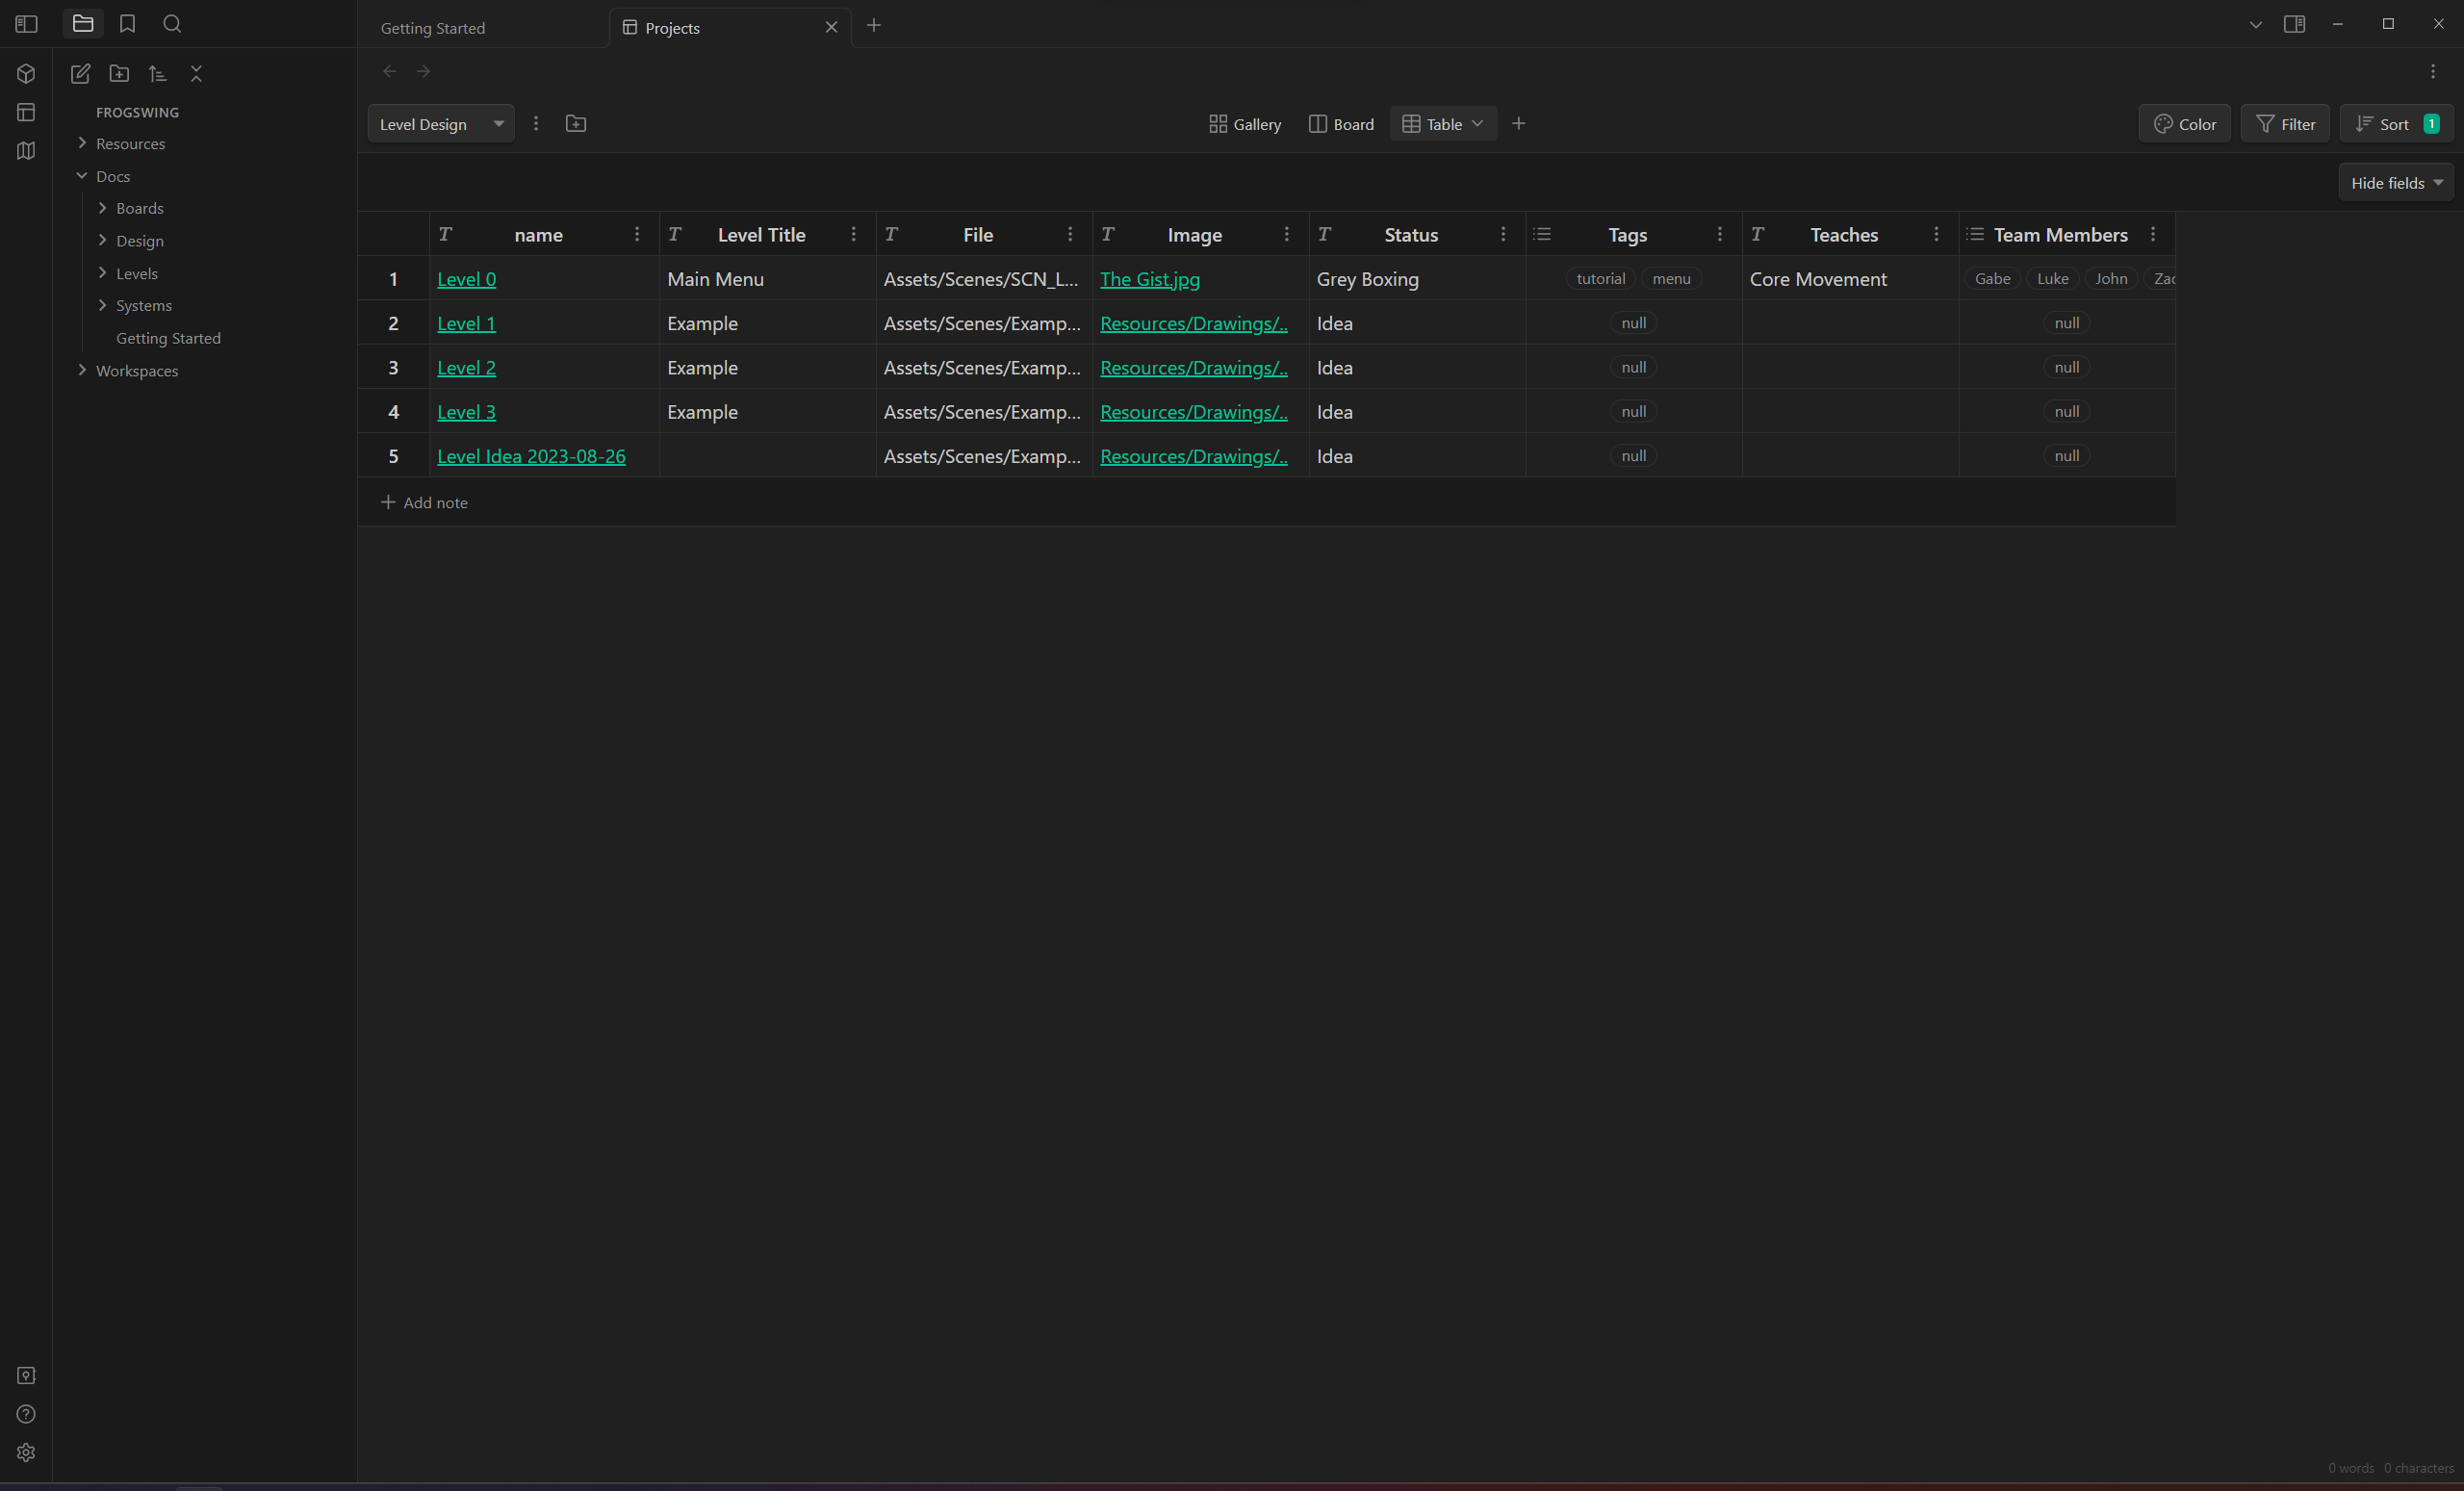 Getting Started
Projects
FROGSWING
Resources
Docs
Boards
Design
Levels
Systems
Getting Started
Workspaces
Level Design
Gallery
Board
Table
Color
Filter
Sort 1
Hide fields
name Level Title File Image Status Tags Teaches Team Members
1 Level 0 Main Menu Assets/Scenes/SCN_L... The Gist.jpg Grey Boxing tutorial menu Core Movement Gabe Luke John Zac
2 Level 1 Example Assets/Scenes/Examp... Resources/Drawings/.. Idea null null
3 Level 2 Example Assets/Scenes/Examp... Resources/Drawings/.. Idea null null
4 Level 3 Example Assets/Scenes/Examp... Resources/Drawings/.. Idea null null
5 Level Idea 2023-08-26 Assets/Scenes/Examp... Resources/Drawings/.. Idea null null
Add note
0 words 0 characters